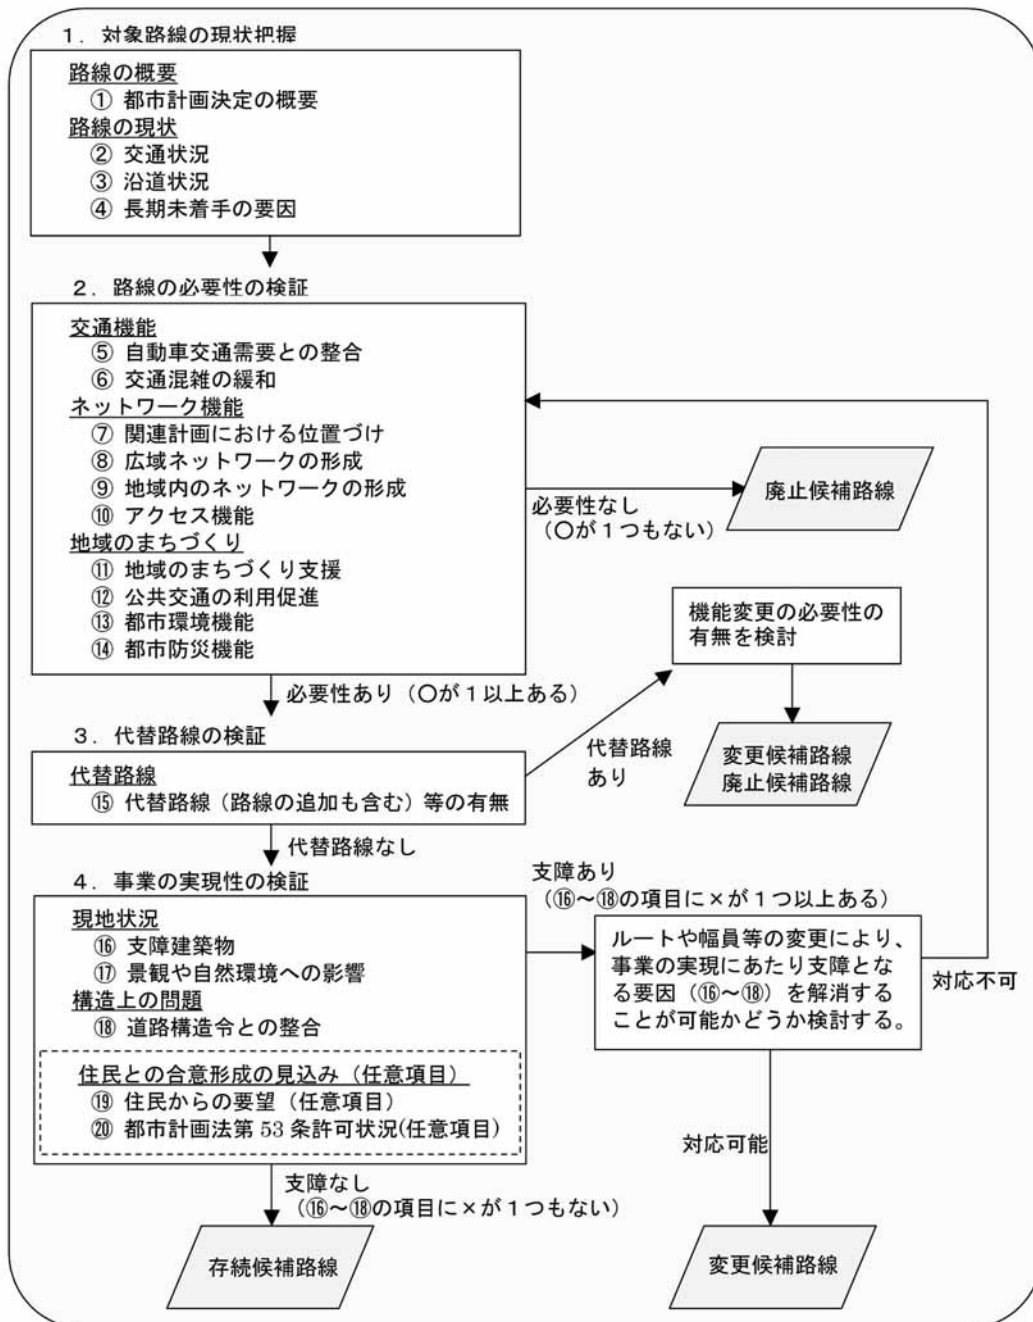 1．対象路線の現状把握
路線の概要
① 都市計画決定の概要
路線の現状
② 交通状況
③ 沿道状況
④ 長期未着手の要因
2．路線の必要性の検証
交通機能
⑤ 自動車交通需要との整合
⑥ 交通混雑の緩和
ネットワーク機能
⑦ 関連計画における位置づけ
⑧ 広域ネットワークの形成
⑨ 地域内のネットワークの形成
⑩ アクセス機能
地域のまちづくり
⑪ 地域のまちづくり支援
⑫ 公共交通の利用促進
⑬ 都市環境機能
⑭ 都市防災機能
必要性なし
（〇が１つもない）
廃止候補路線
必要性あり（〇が１以上ある）
3．代替路線の検証
代替路線
⑮ 代替路線（路線の追加も含む）等の有無
代替路線
あり
機能変更の必要性の
有無を検討
変更候補路線
廃止候補路線
代替路線なし
4．事業の実現性の検証
現地状況
⑯ 支障建築物
⑰ 景観や自然環境への影響
構造上の問題
⑱ 道路構造令との整合
住民との合意形成の見込み（任意項目）
⑲ 住民からの要望（任意項目）
⑳ 都市計画法第 53 条許可状況(任意項目)
支障あり
（⑯～⑱の項目に×が１つ以上ある）
ルートや幅員等の変更により、
事業の実現にあたり支障とな
る要因（⑯～⑱）を解消する
ことが可能かどうか検討する。
対応不可
対応可能
変更候補路線
支障なし
（⑯～⑱の項目に×が１つもない）
存続候補路線